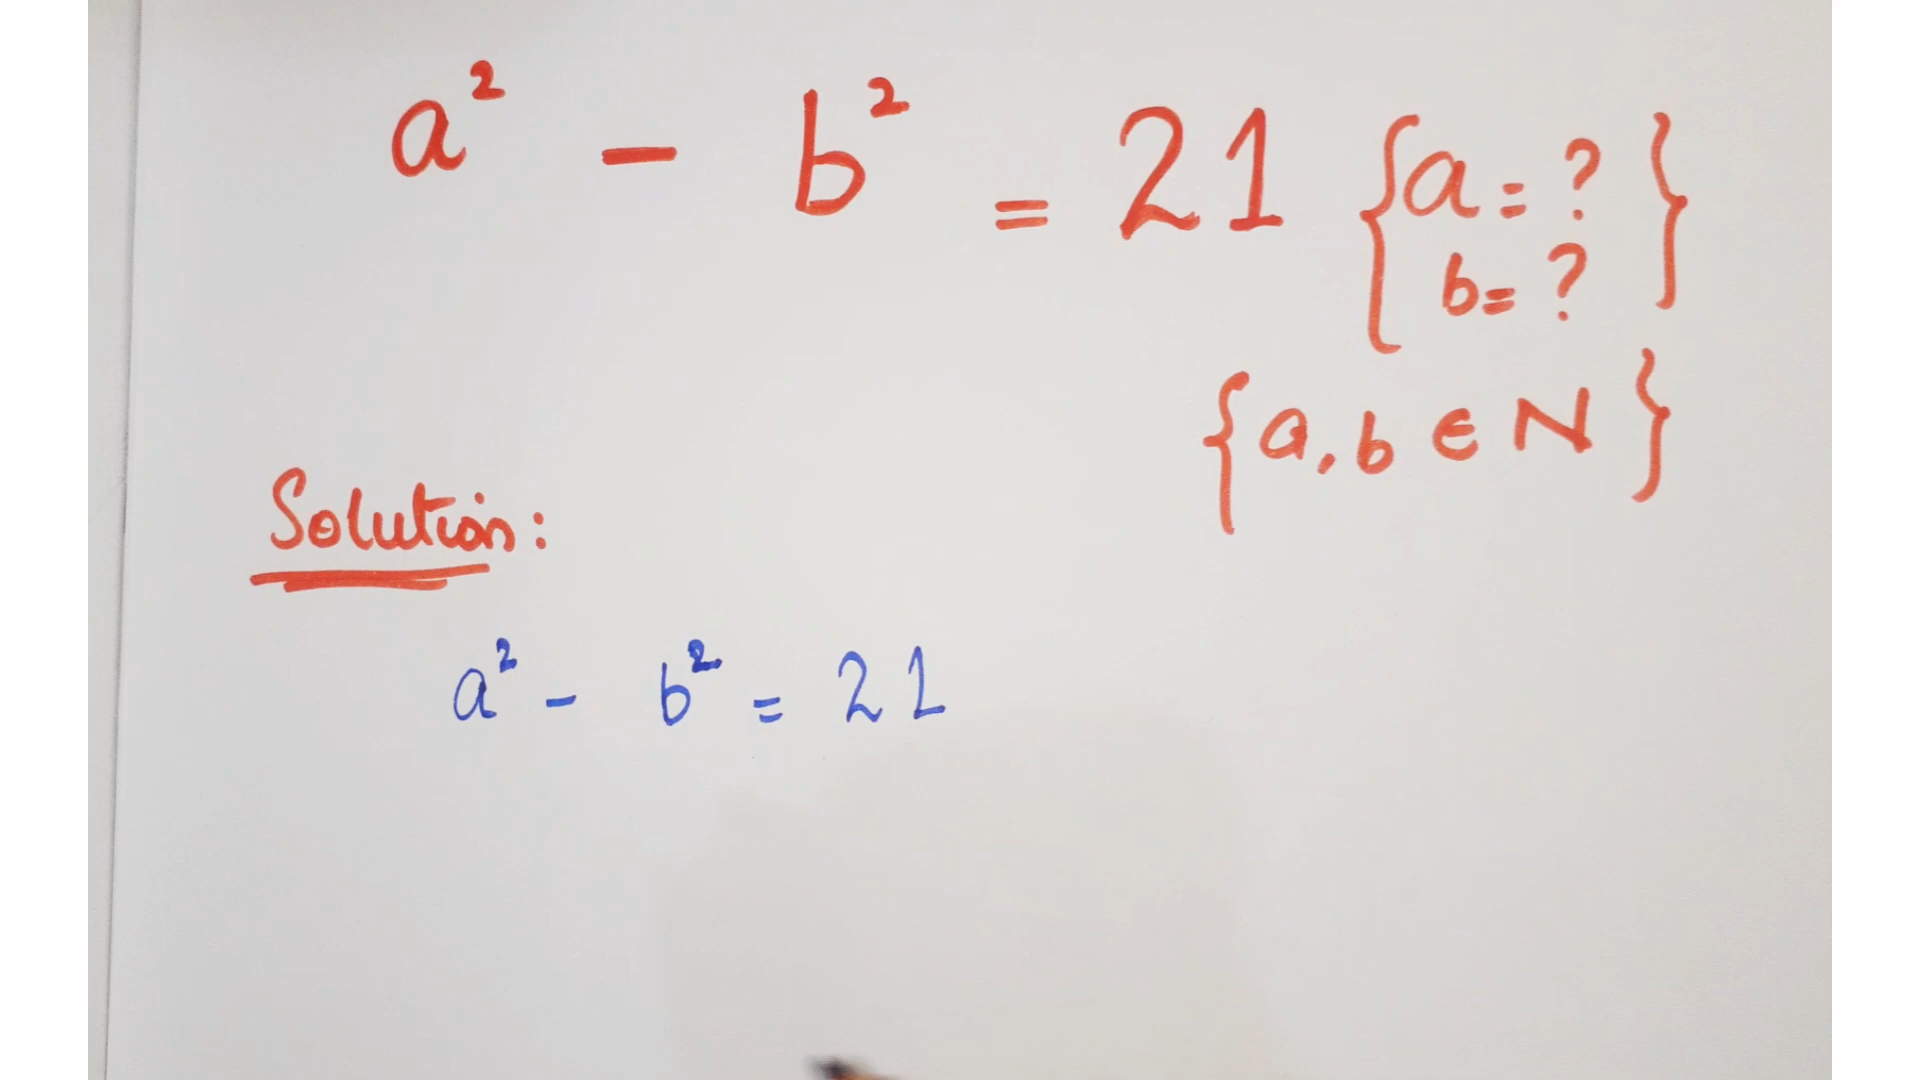 a² - b² = 21 {a = ?
b = ?}
{a, b ∈ N}
Solution:
a² - b² = 21